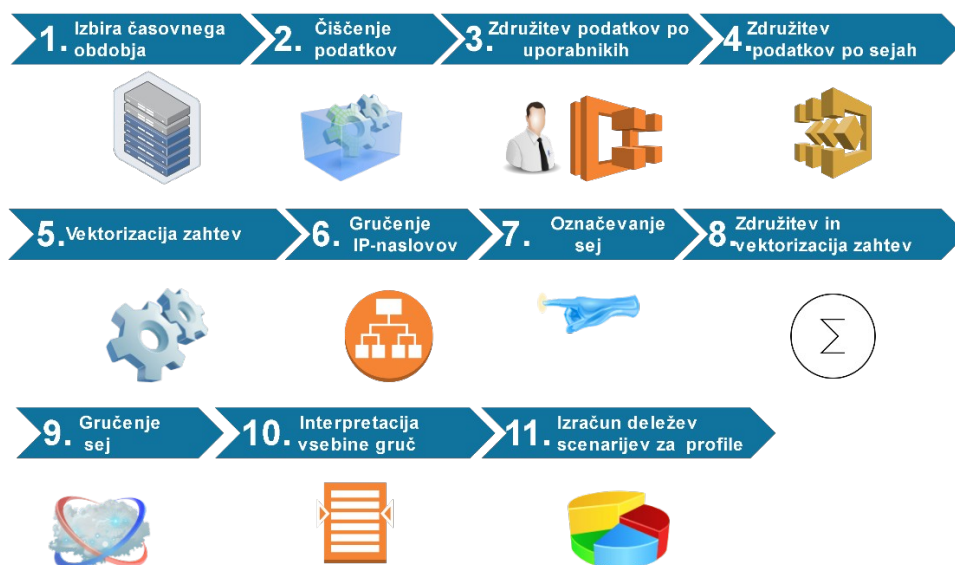 1. Izbira časovnega
obdobja
2. Čiščenje
podatkov
3. Združitev podatkov po
uporabnikih
4. Združitev
podatkov po sejah
5. Vektorizacija zahtev
6. Gručenje
IP-naslovov
7. Označevanje
sej
8. Združitev in
vektorizacija zahtev
Σ
9. Gručenje
sej
10. Interpretacija
vsebine gruč
11. Izračun deležev
scenarijev za profile